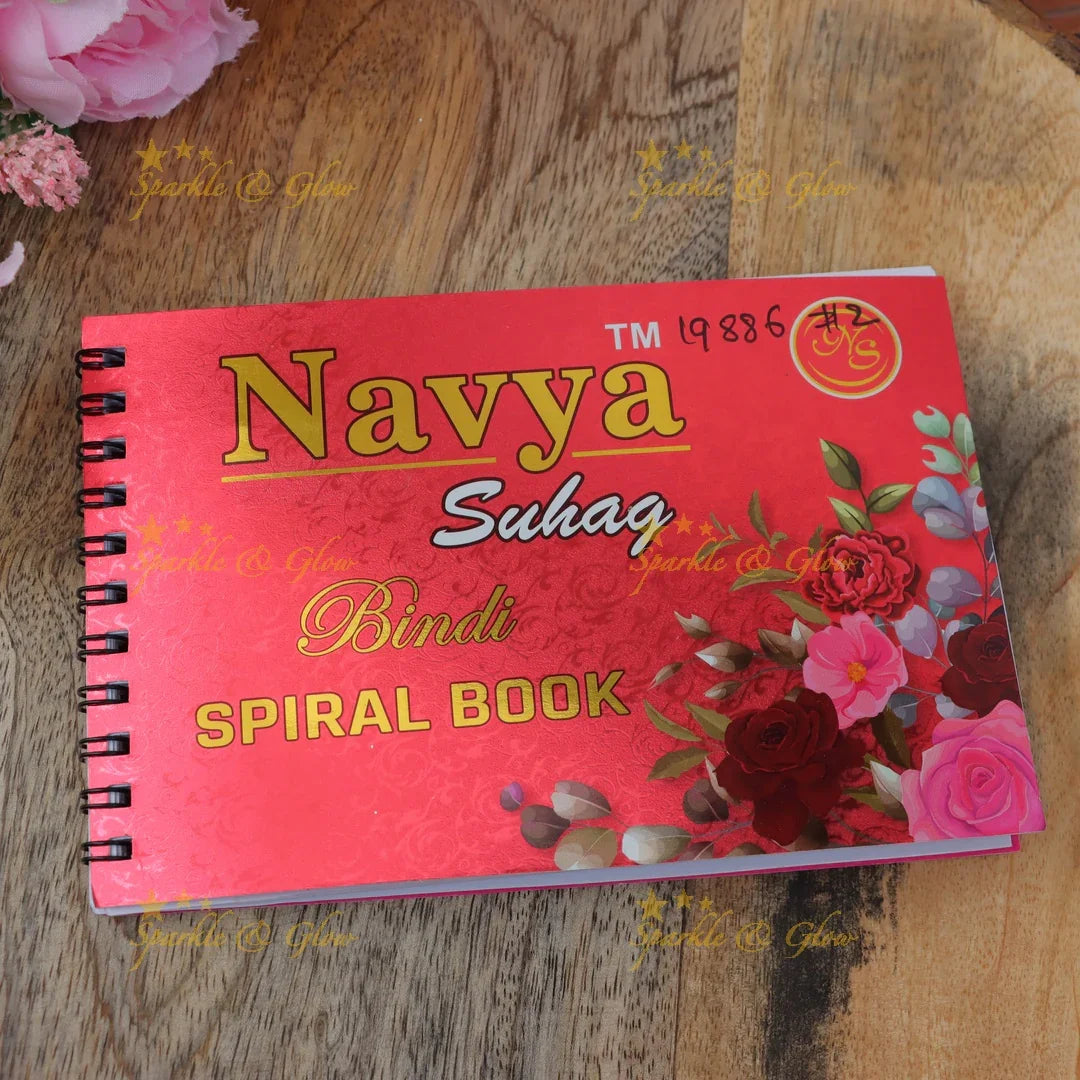 Sparkle & Glow Sparkle & Glow
TM 19886 #2
Navya NS
Suhag
Sparkle & Glow Sparkle & Glow
Bindi
SPIRAL BOOK
Sparkle & Glow Sparkle & Glow